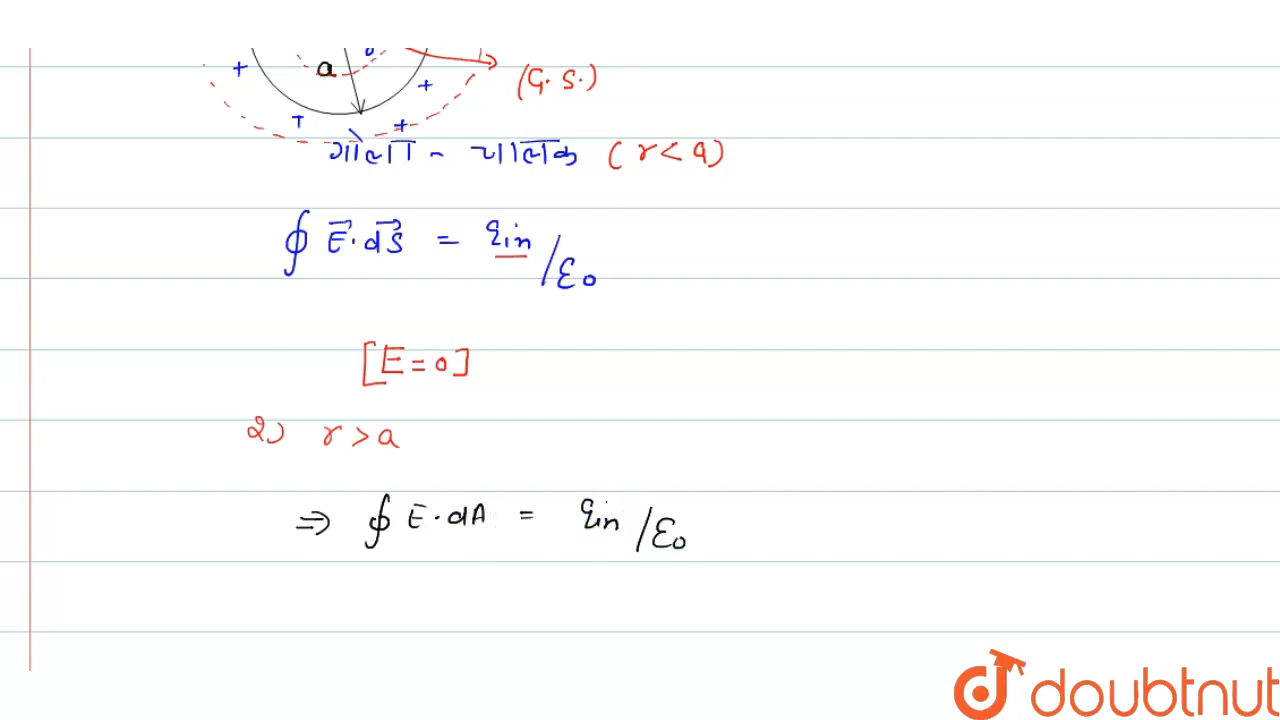 a
(G. S.)
गोला - चालक (r < a)
∮ E⃗ · dS⃗ = qin/ε0
[E = 0]
2) r > a
⇒ ∮ E · dA = qin/ε0
doubtnut